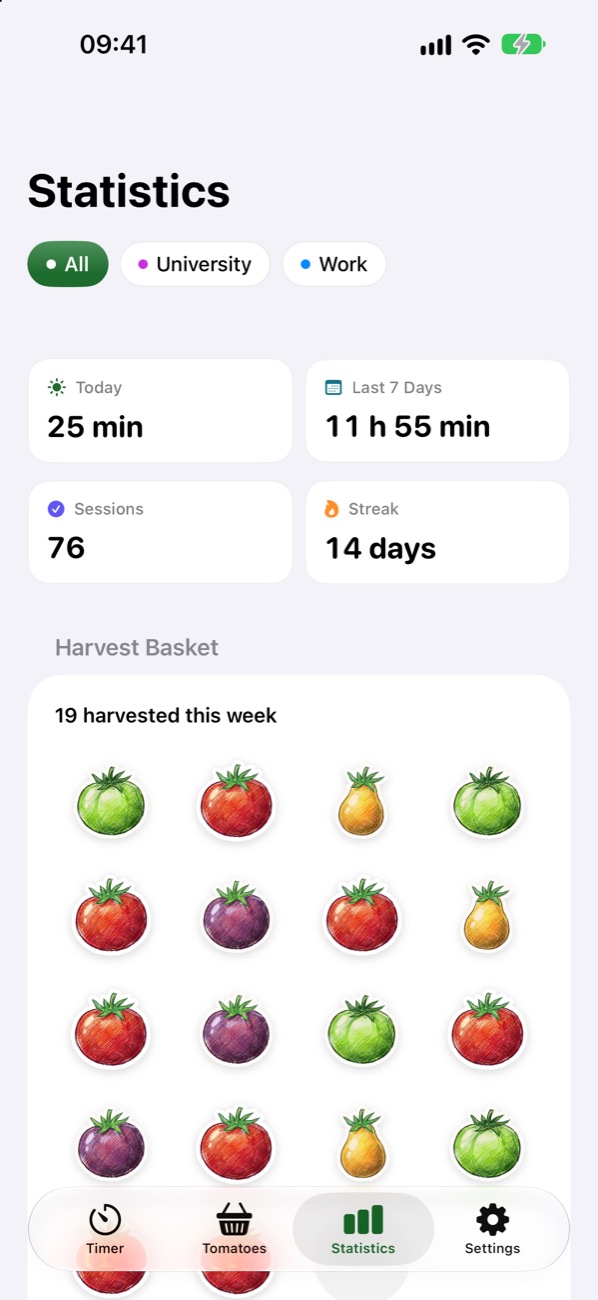 09:41
Statistics
All
University
Work
Today
Last 7 Days
25 min
11 h 55 min
Sessions
Streak
76
14 days
Harvest Basket
19 harvested this week
Timer
Tomatoes
Statistics
Settings